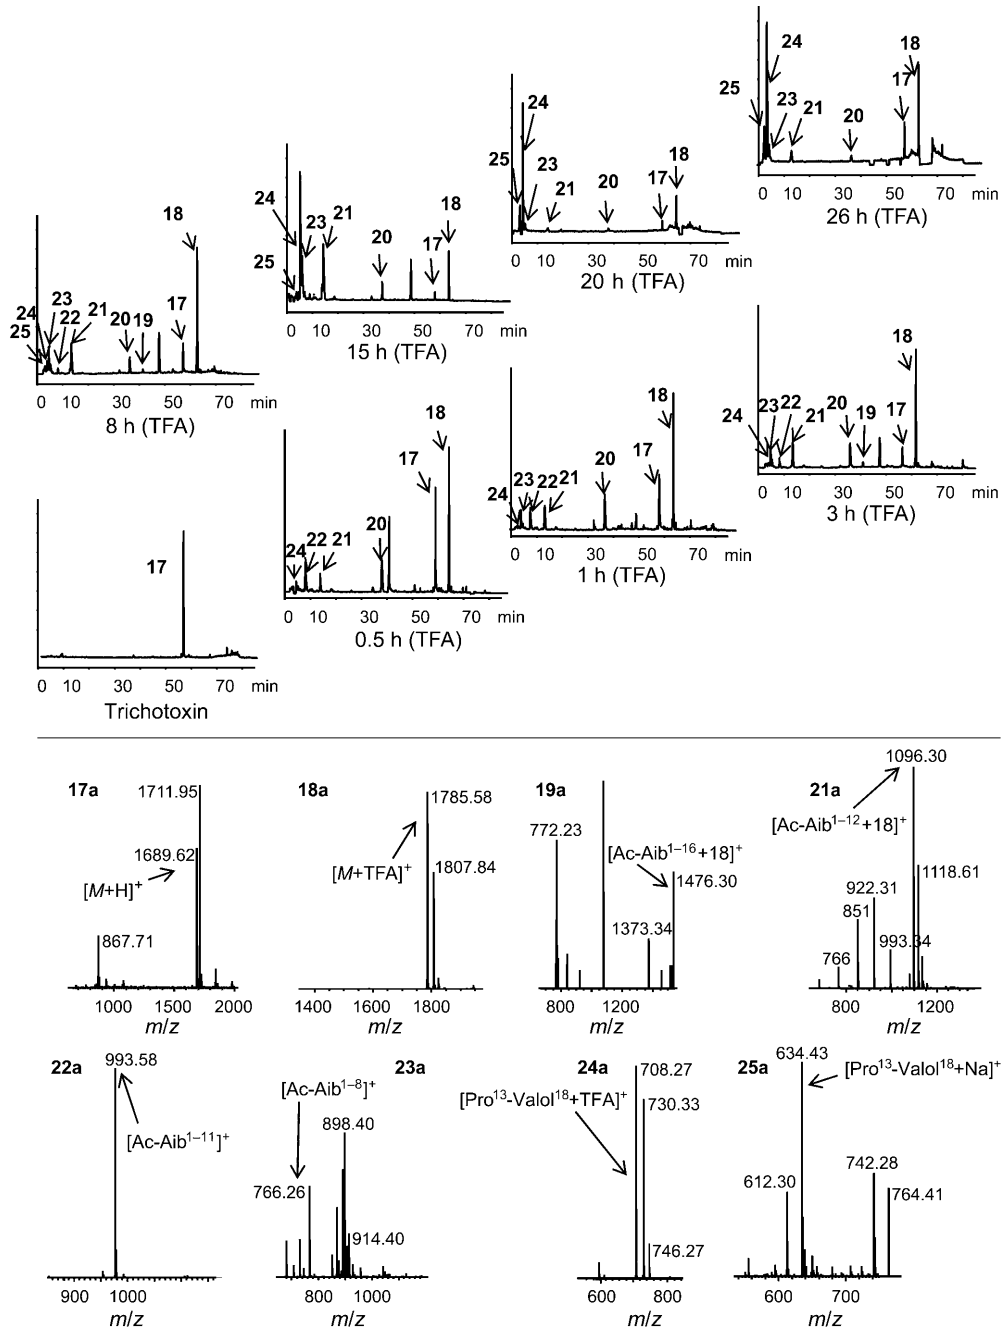 24
18
25
17
23
21
20
0 10 30 50 70 min
26 h (TFA)
24
25
23
21
20
17
18
0 10 30 50 70 min
20 h (TFA)
24
25
23
21
20
17
18
0 10 30 50 70 min
15 h (TFA)
18
24
23
25
22
21
20
19
17
0 10 30 50 70 min
8 h (TFA)
18
17
24
22
21
20
0 10 30 50 70 min
0.5 h (TFA)
18
17
20
24
23
22
21
0 10 30 50 70 min
1 h (TFA)
18
24
23
22
21
20
19
17
0 10 30 50 70 min
3 h (TFA)
17
0 10 30 50 70 min
Trichotoxin
17a
1711.95
1689.62
[M+H]+
867.71
1000 1500 2000
m/z
18a
1785.58
[M+TFA]+
1807.84
1400 1600 1800
m/z
19a
772.23
[Ac-Aib1–16+18]+
1476.30
1373.34
800 1200
m/z
1096.30
21a
[Ac-Aib1–12+18]+
1118.61
922.31
851
993.34
766
800 1200
m/z
22a
993.58
[Ac-Aib1–11]+
900 1000
m/z
23a
[Ac-Aib1–8]+
898.40
766.26
914.40
800 1000
m/z
24a
708.27
[Pro13-Valol18+TFA]+
730.33
746.27
600 800
m/z
25a
634.43
[Pro13-Valol18+Na]+
612.30
742.28
764.41
600 700
m/z